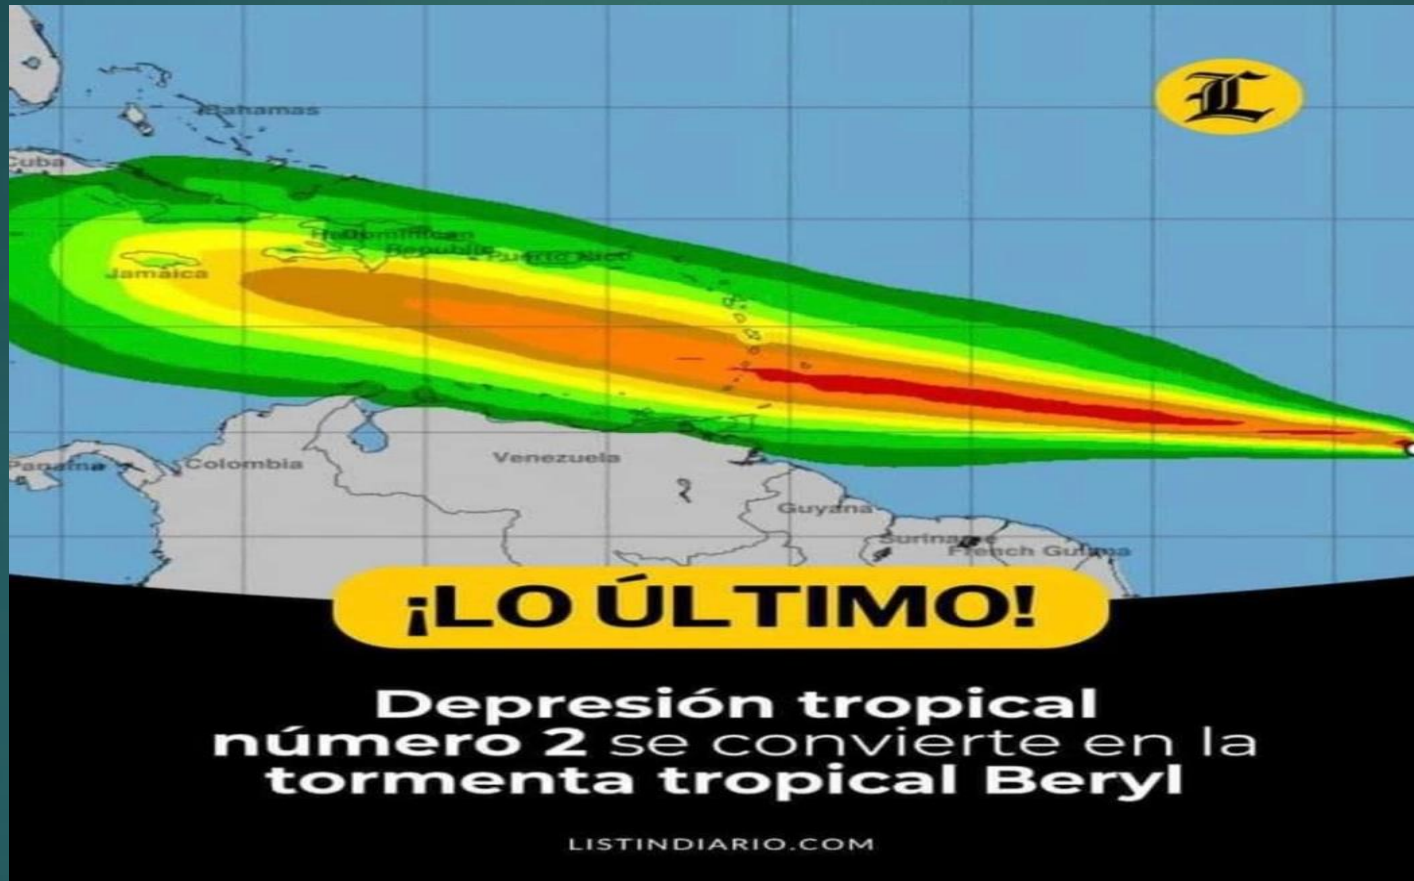 Bahamas
Cuba
Dominican
Republic
Puerto Rico
Jamaica
Panama
Colombia
Venezuela
Guyana
Suriname
French Guiana
L
¡LO ÚLTIMO!
Depresión tropical
número 2 se convierte en la
tormenta tropical Beryl
LISTINDIARIO.COM